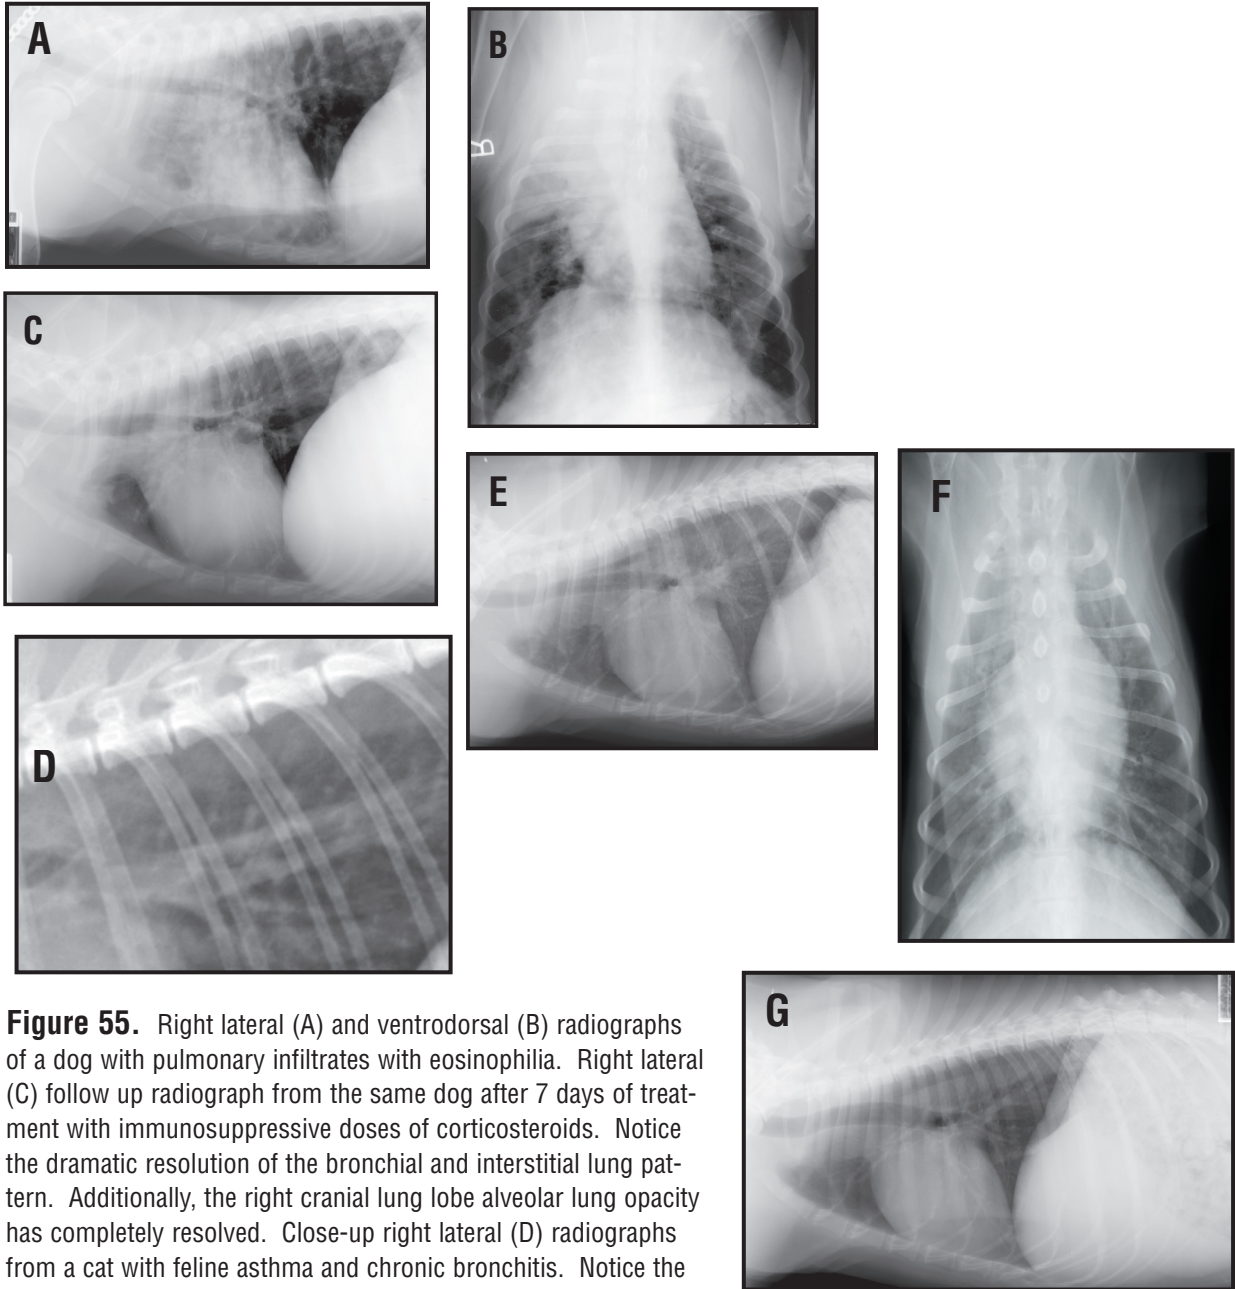 A
B
R
C
E
F
D
G
Figure 55. Right lateral (A) and ventrodorsal (B) radiographs
of a dog with pulmonary infiltrates with eosinophilia. Right lateral
(C) follow up radiograph from the same dog after 7 days of treat-
ment with immunosuppressive doses of corticosteroids. Notice
the dramatic resolution of the bronchial and interstitial lung pat-
tern. Additionally, the right cranial lung lobe alveolar lung opacity
has completely resolved. Close-up right lateral (D) radiographs
from a cat with feline asthma and chronic bronchitis. Notice the